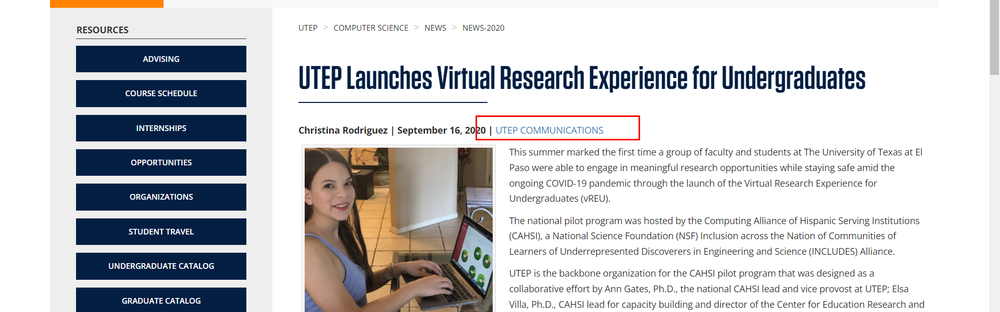 RESOURCES
ADVISING
COURSE SCHEDULE
INTERNSHIPS
OPPORTUNITIES
ORGANIZATIONS
STUDENT TRAVEL
UNDERGRADUATE CATALOG
GRADUATE CATALOG
UTEP > COMPUTER SCIENCE > NEWS > NEWS-2020
UTEP Launches Virtual Research Experience for Undergraduates
Christina Rodriguez | September 16, 2020 | UTEP COMMUNICATIONS
This summer marked the first time a group of faculty and students at The University of Texas at El
Paso were able to engage in meaningful research opportunities while staying safe amid the
ongoing COVID-19 pandemic through the launch of the Virtual Research Experience for
Undergraduates (vREU).
The national pilot program was hosted by the Computing Alliance of Hispanic Serving Institutions
(CAHSI), a National Science Foundation (NSF) Inclusion across the Nation of Communities of
Learners of Underrepresented Discoverers in Engineering and Science (INCLUDES) Alliance.
UTEP is the backbone organization for the CAHSI pilot program that was designed as a
collaborative effort by Ann Gates, Ph.D., the national CAHSI lead and vice provost at UTEP; Elsa
Villa, Ph.D., CAHSI lead for capacity building and director of the Center for Education Research and